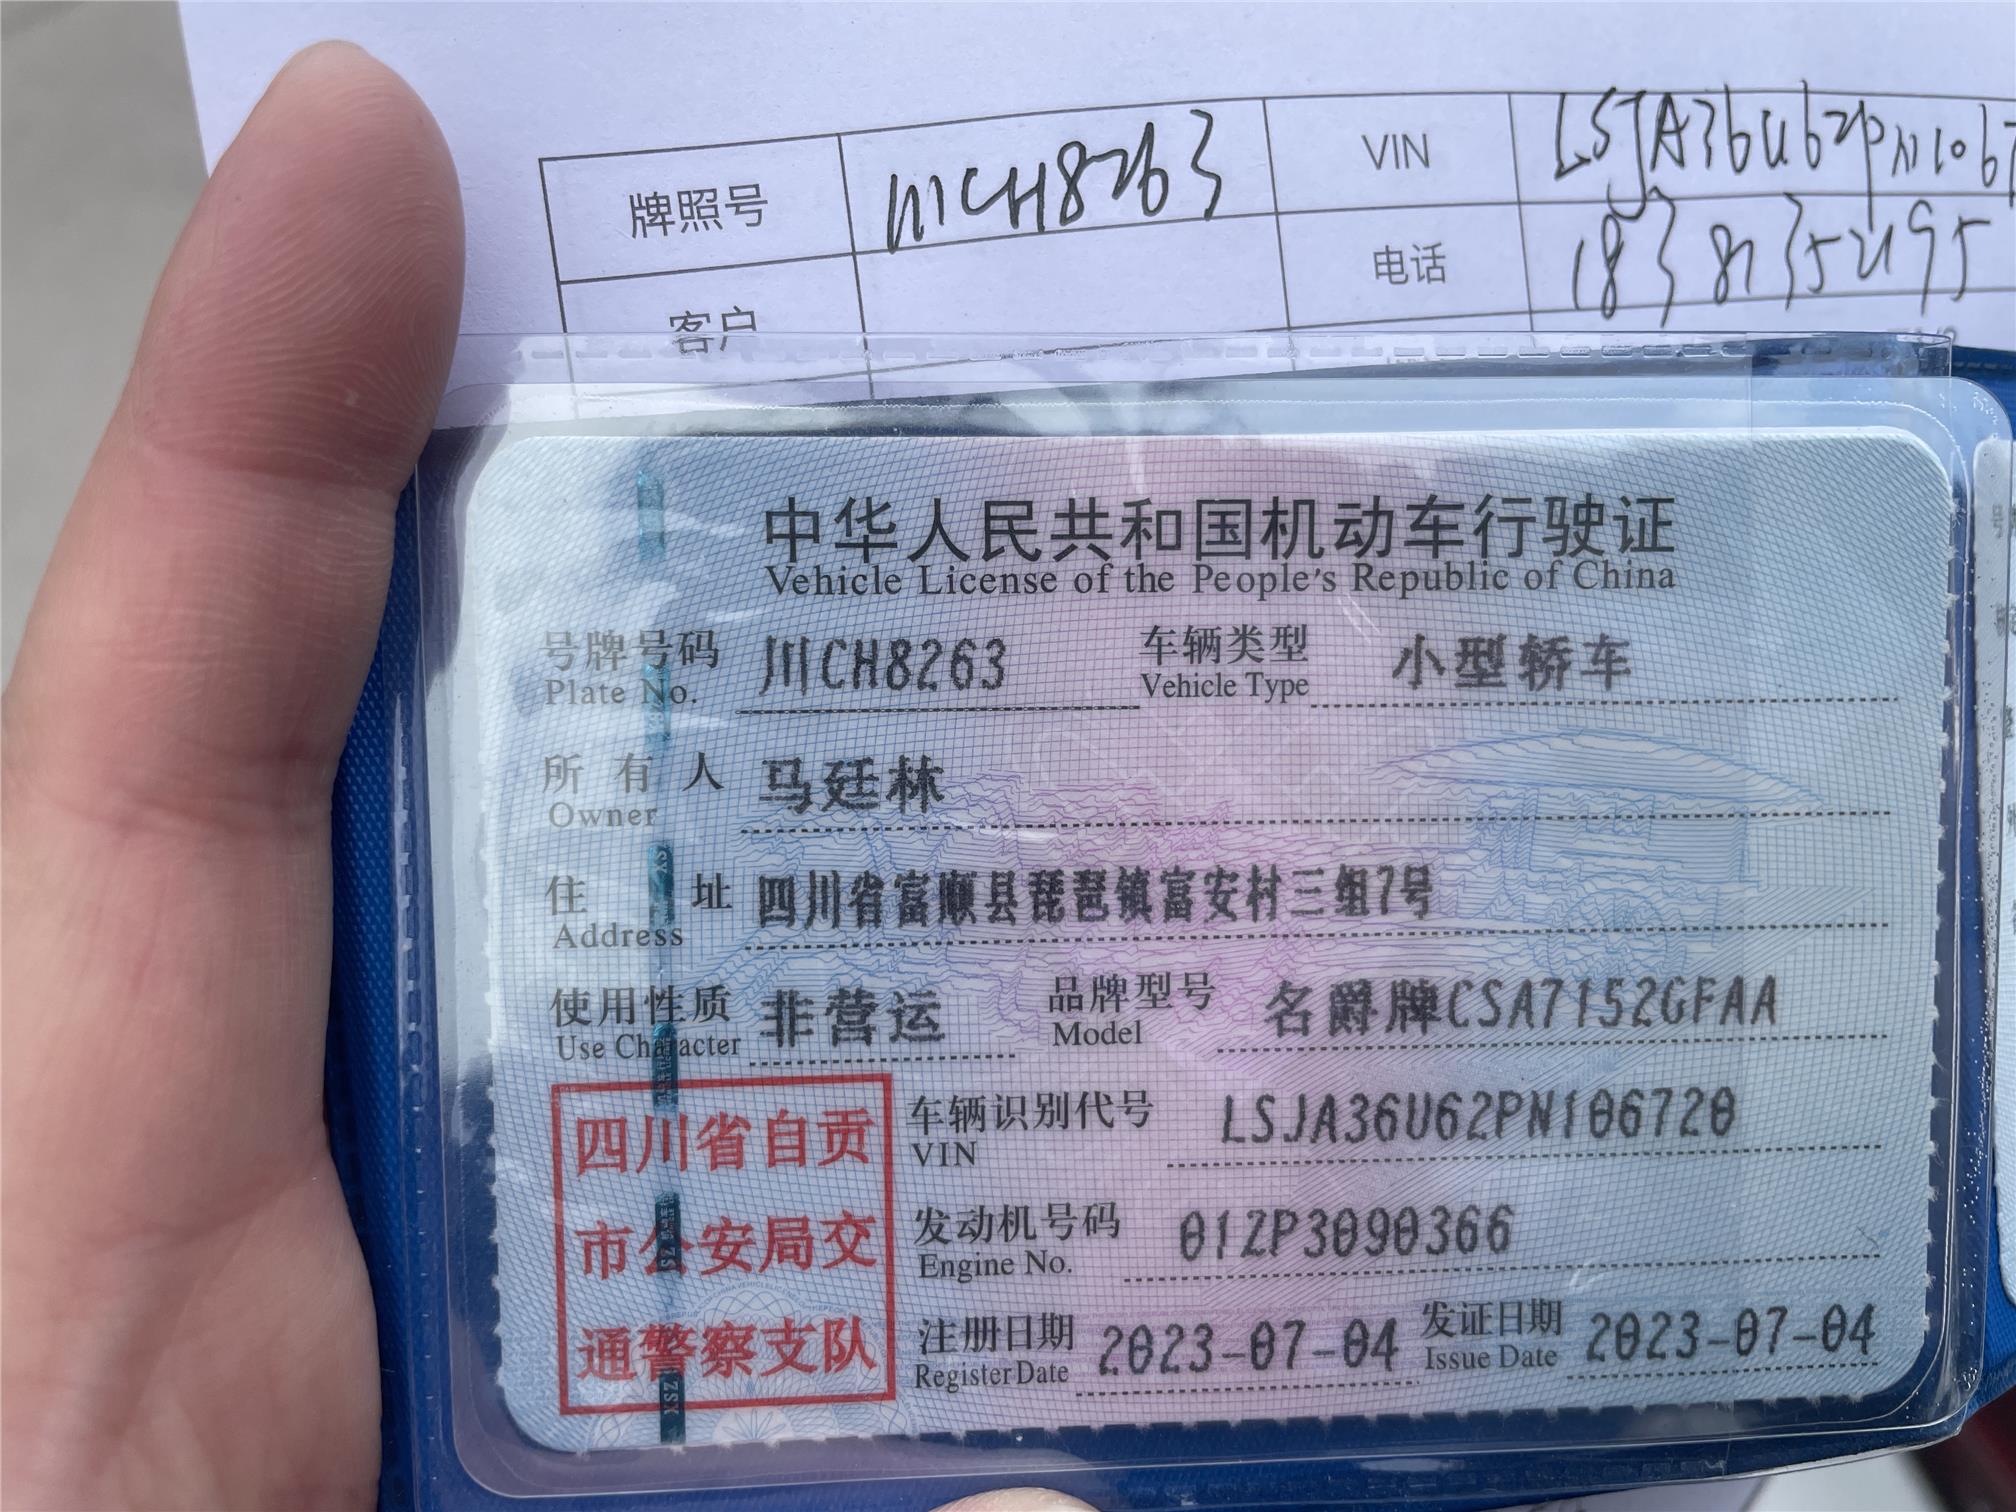 牌照号 川CH8263 VIN LSJA36U62PN1067
电话 18381352495
客户
中华人民共和国机动车行驶证
Vehicle License of the People's Republic of China
号牌号码 川CH8263 车辆类型 小型轿车
Plate No. Vehicle Type
所有人 马廷林
Owner
住址 四川省富顺县琵琶镇富安村三组7号
Address
使用性质 非营运 品牌型号 名爵牌CSA7152GFAA
Use Character Model
四川省自贡
市公安局交
通警察支队
车辆识别代号 LSJA36U62PN106720
VIN
发动机号码 01ZP3090366
Engine No.
注册日期 2023-07-04 发证日期 2023-07-04
Register Date Issue Date